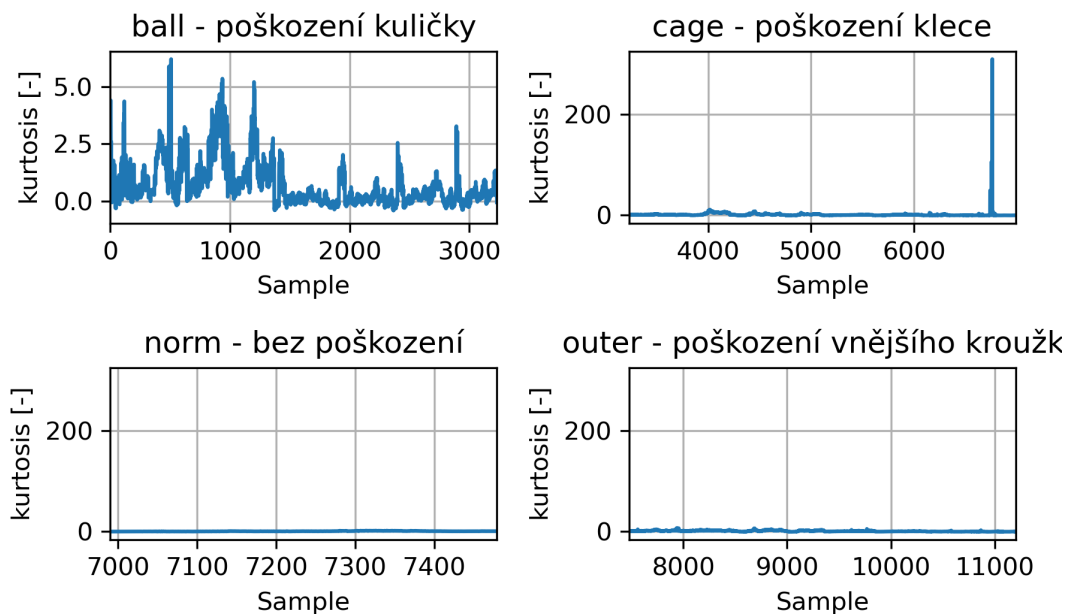 ball - poškození kuličky
cage - poškození klece
kurtosis [-]
5.0
2.5
0.0
0
1000
2000
3000
Sample
kurtosis [-]
200
0
4000
5000
6000
Sample
norm - bez poškození
outer - poškození vnějšího kroužk
kurtosis [-]
200
0
7000
7100
7200
7300
7400
Sample
kurtosis [-]
200
0
8000
9000
10000
11000
Sample